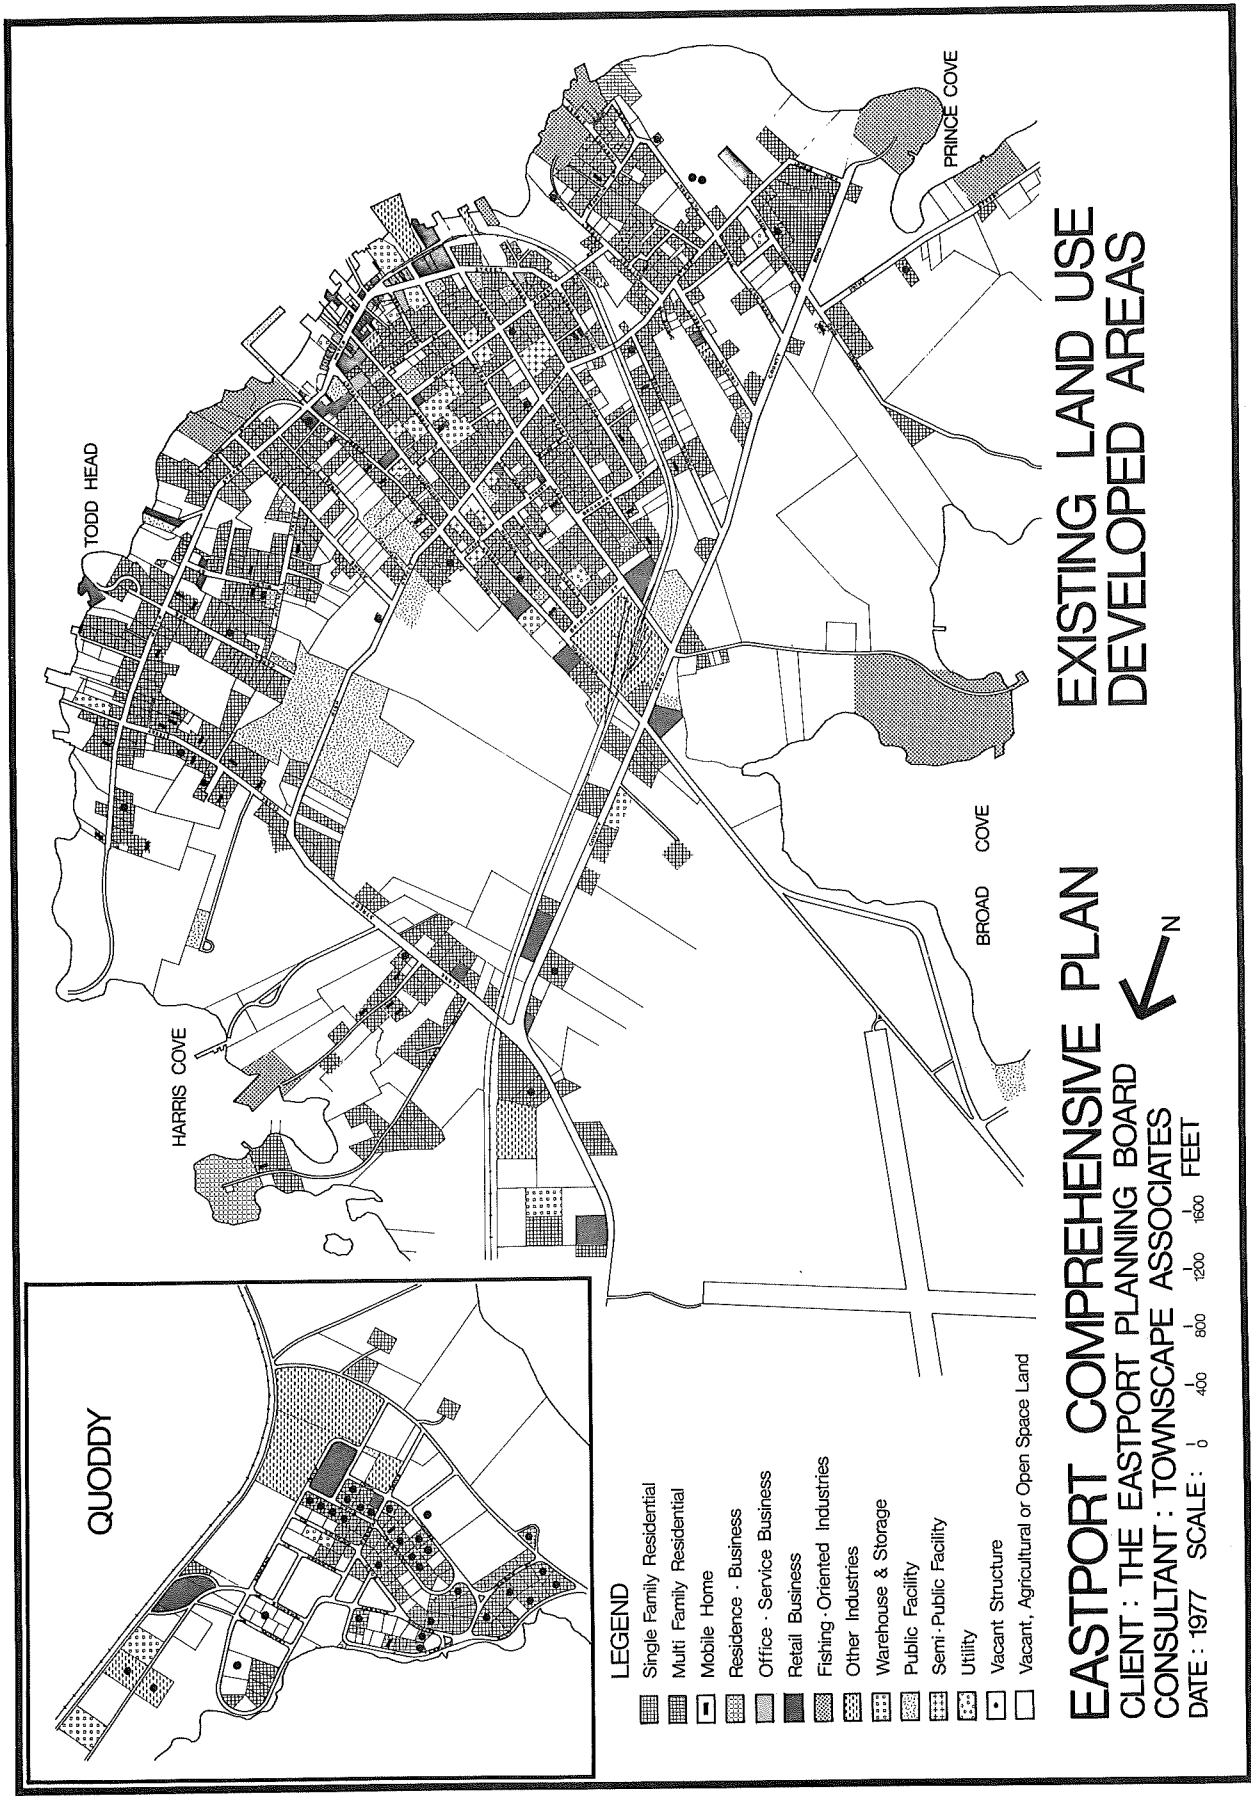 QUODDY
HARRIS COVE
TODD HEAD
PRINCE COVE
BROAD COVE
COUNTY
ROAD
LEGEND
Single Family Residential
Multi Family Residential
Mobile Home
Residence - Business
Office - Service Business
Retail Business
Fishing - Oriented Industries
Other Industries
Warehouse & Storage
Public Facility
Semi-Public Facility
Utility
Vacant Structure
Vacant, Agricultural or Open Space Land
EASTPORT COMPREHENSIVE PLAN
CLIENT : THE EASTPORT PLANNING BOARD
CONSULTANT : TOWNSCAPE ASSOCIATES
DATE : 1977 SCALE : 0 400 800 1200 1600 FEET
N
EXISTING LAND USE
DEVELOPED AREAS